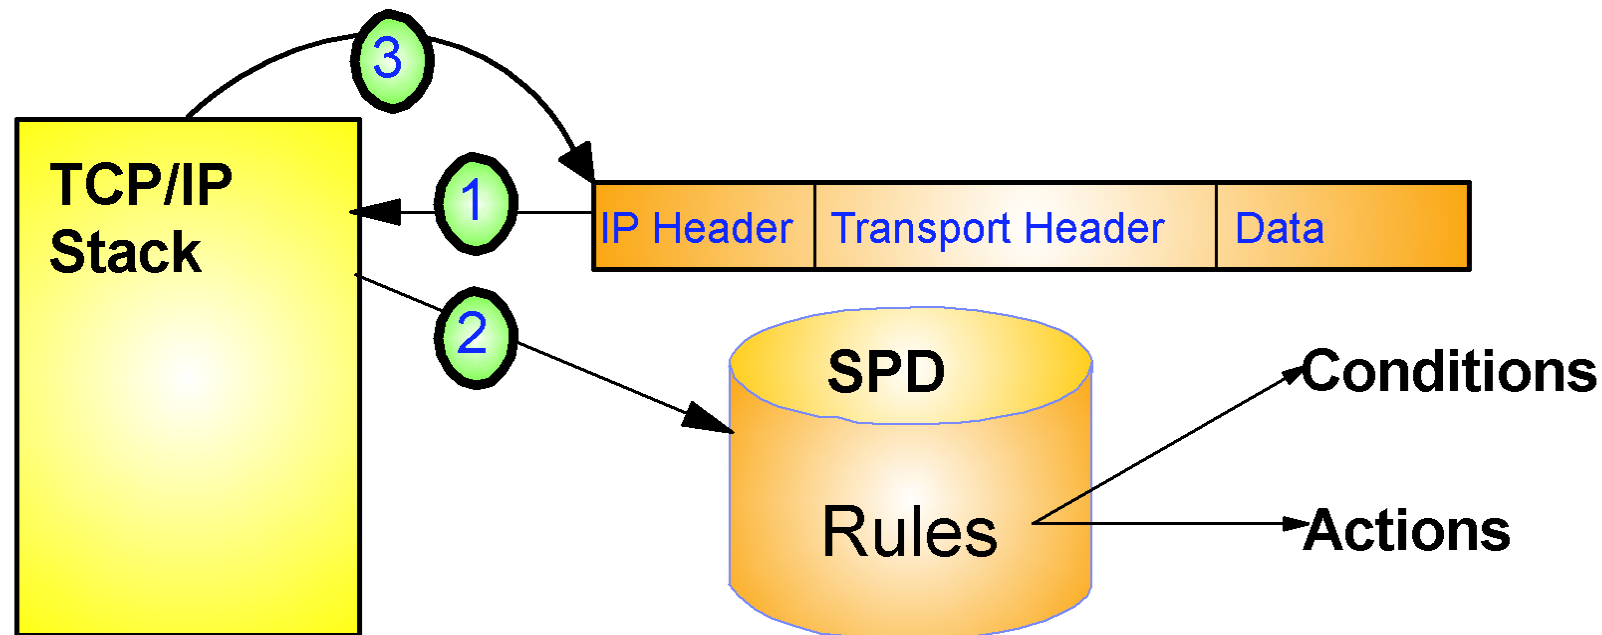 3
TCP/IP
Stack
1
IP Header
Transport Header
Data
2
SPD
Rules
Conditions
Actions